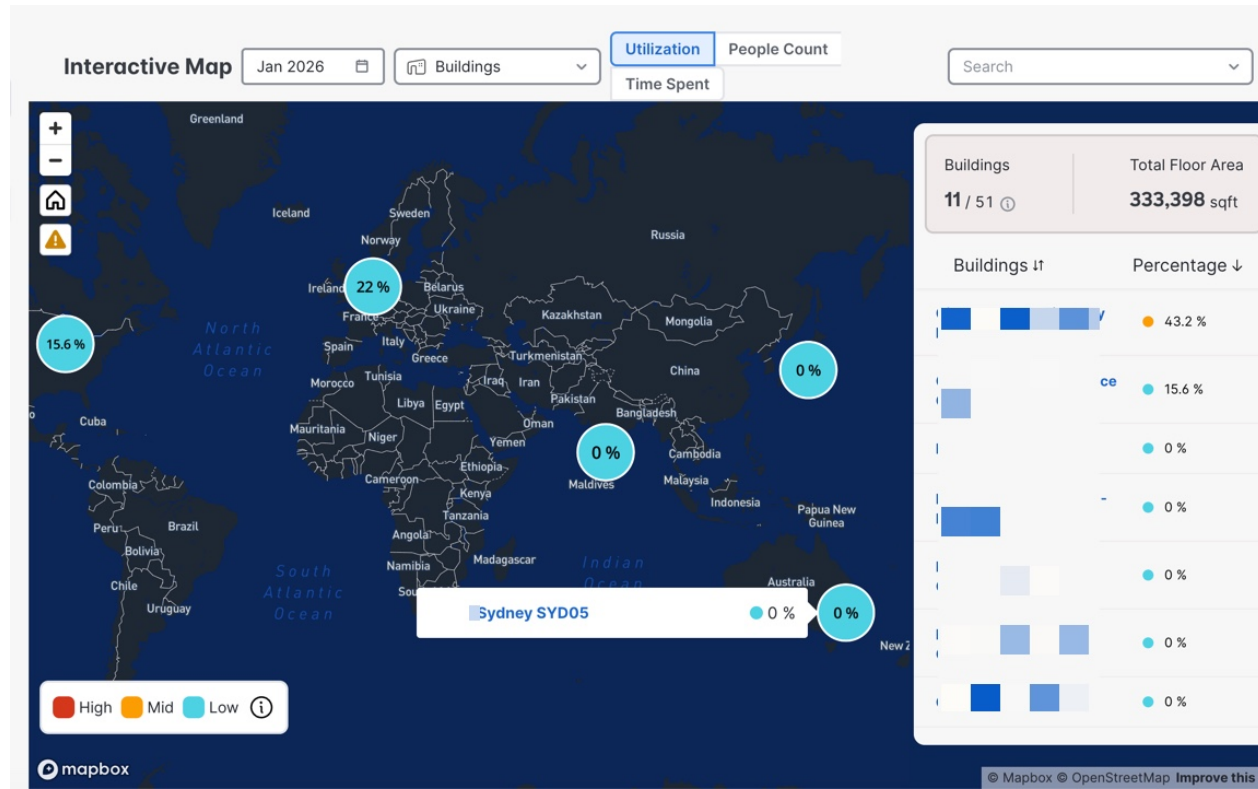 Interactive Map
Jan 2026
Buildings
Utilization
People Count
Time Spent
Search
+
−
Greenland
Iceland
Sweden
Norway
Russia
Ireland
22 %
Belarus
France
Ukraine
Kazakhstan
Mongolia
15.6 %
North
Atlantic
Ocean
Spain
Italy
Greece
Turkmenistan
China
0 %
Morocco
Tunisia
Iraq
Iran
Pakistan
Libya
Egypt
Bangladesh
Cuba
Mauritania
Niger
Oman
Yemen
0 %
Cambodia
Colombia
Cameroon
Ethiopia
Maldives
Malaysia
Kenya
Indonesia
Papua New
Guinea
Peru
Brazil
Tanzania
Angola
Bolivia
Namibia
Madagascar
Indian
Ocean
Australia
Chile
South
Atlantic
Ocean
Sou
Uruguay
Sydney SYD05
0 %
0 %
New Z
High
Mid
Low
mapbox
Buildings
Total Floor Area
11 / 51
333,398 sqft
Buildings
Percentage
43.2 %
ce
15.6 %
0 %
0 %
0 %
0 %
0 %
© Mapbox © OpenStreetMap Improve this